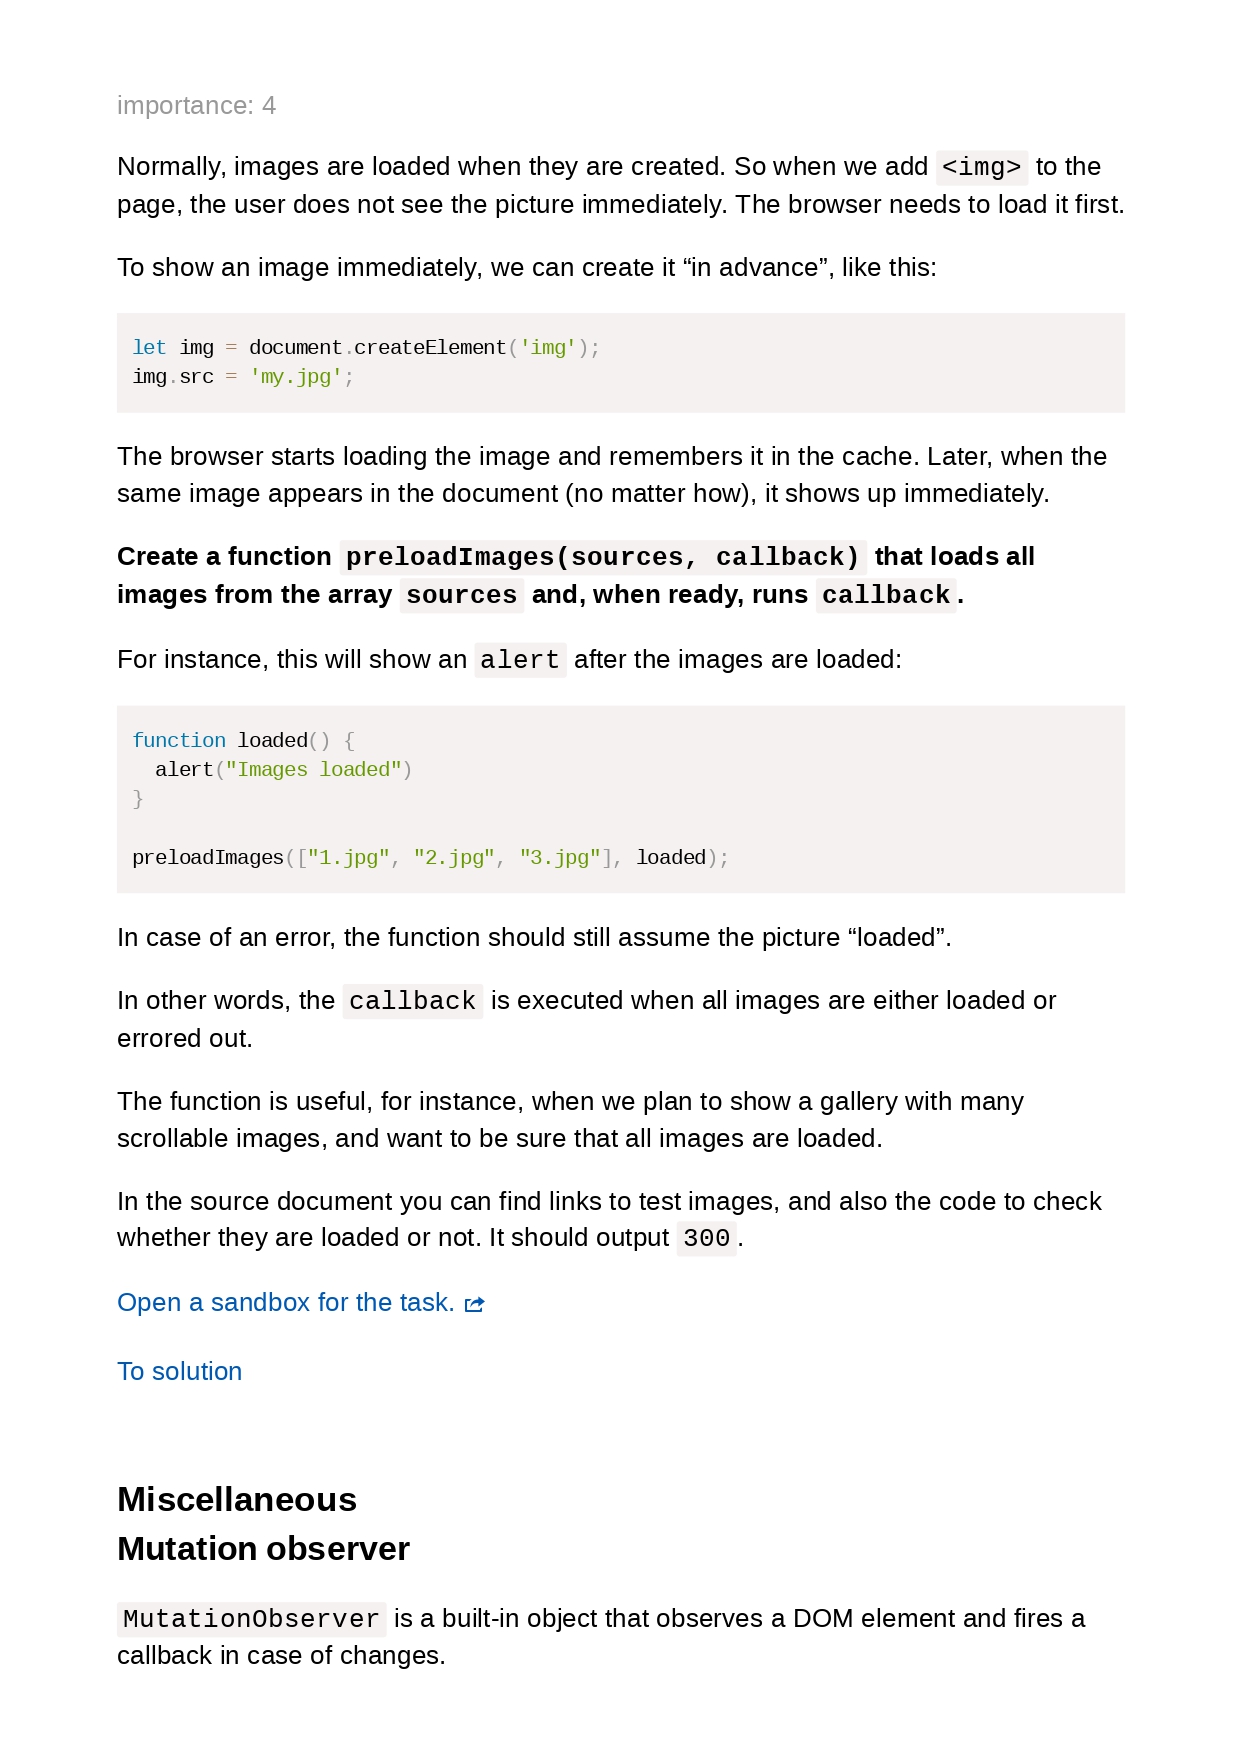 importance: 4
Normally, images are loaded when they are created. So when we add <img> to the
page, the user does not see the picture immediately. The browser needs to load it first.
To show an image immediately, we can create it “in advance”, like this:
let img = document.createElement('img');
img.src = 'my.jpg';
The browser starts loading the image and remembers it in the cache. Later, when the
same image appears in the document (no matter how), it shows up immediately.
Create a function preloadImages(sources, callback) that loads all
images from the array sources and, when ready, runs callback.
For instance, this will show an alert after the images are loaded:
function loaded() {
  alert("Images loaded")
}
preloadImages(["1.jpg", "2.jpg", "3.jpg"], loaded);
In case of an error, the function should still assume the picture “loaded”.
In other words, the callback is executed when all images are either loaded or
errored out.
The function is useful, for instance, when we plan to show a gallery with many
scrollable images, and want to be sure that all images are loaded.
In the source document you can find links to test images, and also the code to check
whether they are loaded or not. It should output 300.
Open a sandbox for the task.
To solution
Miscellaneous
Mutation observer
MutationObserver is a built-in object that observes a DOM element and fires a
callback in case of changes.